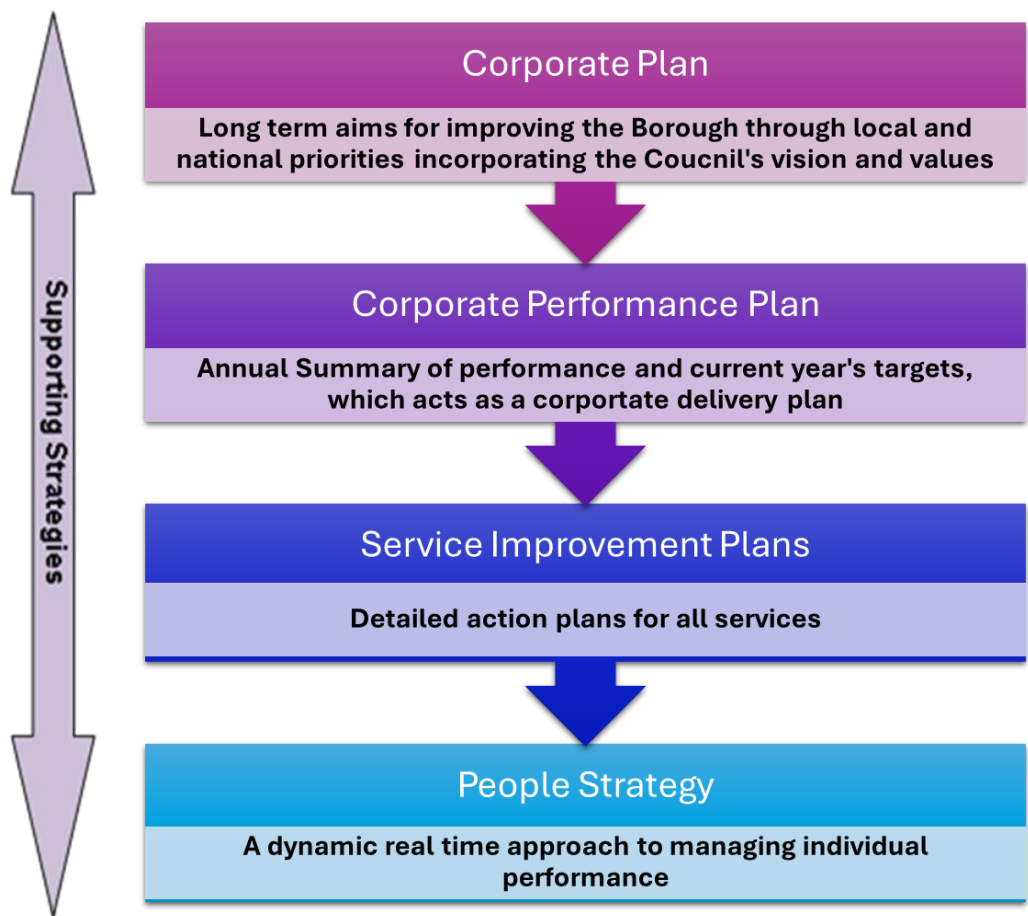 Corporate Plan
Long term aims for improving the Borough through local and
national priorities incorporating the Coucnil's vision and values
Corporate Performance Plan
Annual Summary of performance and current year's targets,
which acts as a corportate delivery plan
Service Improvement Plans
Detailed action plans for all services
People Strategy
A dynamic real time approach to managing individual
performance
Supporting Strategies